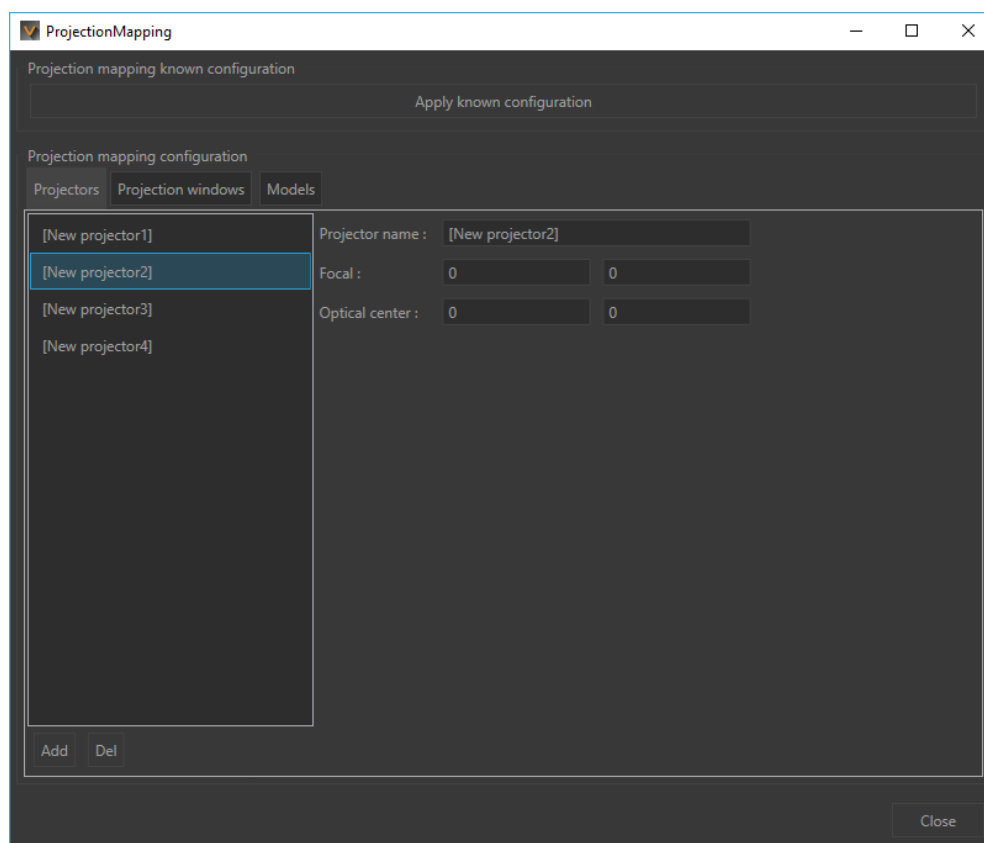 ProjectionMapping
Projection mapping known configuration
Apply known configuration
Projection mapping configuration
Projectors Projection windows Models
[New projector1]
[New projector2]
[New projector3]
[New projector4]
Projector name : [New projector2]
Focal : 0 0
Optical center : 0 0
Add Del
Close